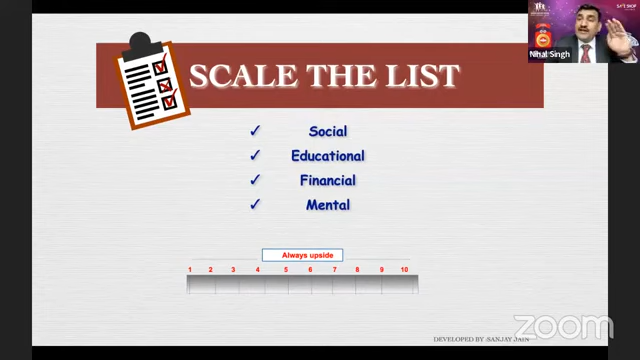 SCALE THE LIST
✓ Social
✓ Educational
✓ Financial
✓ Mental
Always upside
1 2 3 4 5 6 7 8 9 10
DEVELOPED BY :SANJAY JAIN
zoom
Nihal Singh